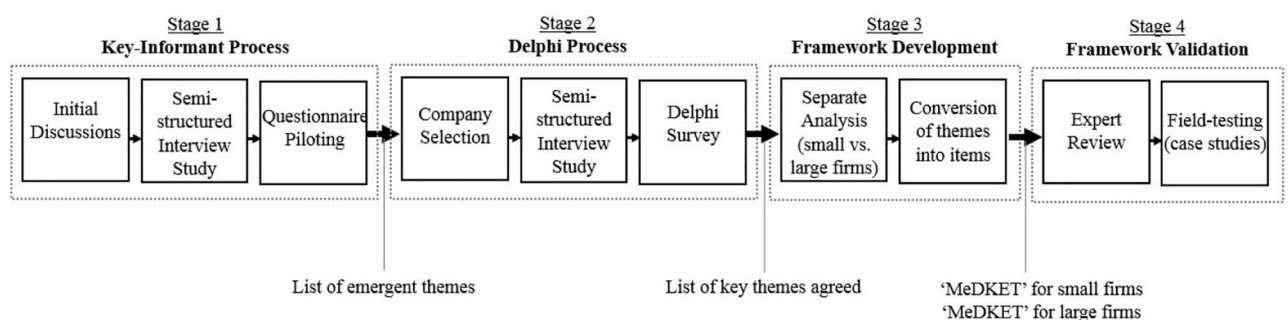 Stage 1
Key-Informant Process
Initial
Discussions
Semi-
structured
Interview
Study
Questionnaire
Piloting
Stage 2
Delphi Process
Company
Selection
Semi-
structured
Interview
Study
Delphi
Survey
Stage 3
Framework Development
Separate
Analysis
(small vs.
large firms)
Conversion
of themes
into items
Stage 4
Framework Validation
Expert
Review
Field-testing
(case studies)
List of emergent themes
List of key themes agreed
‘MeDKET’ for small firms
‘MeDKET’ for large firms